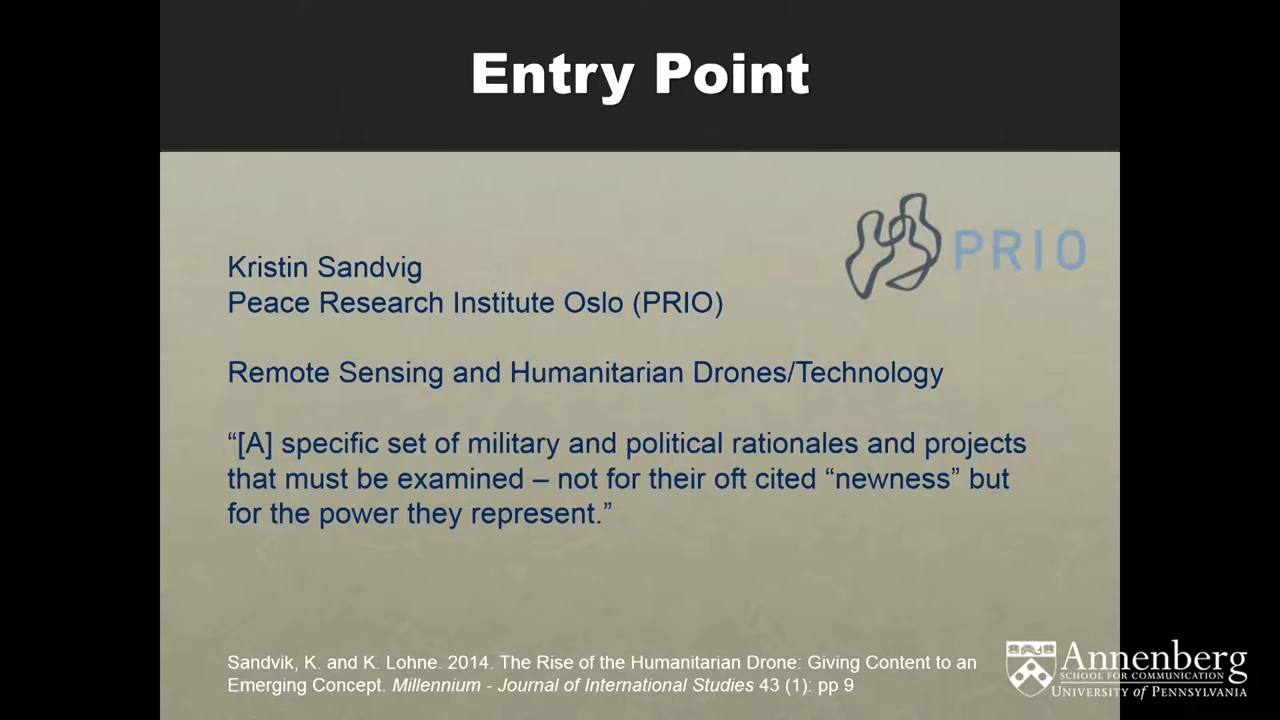 Entry Point
PRIO
Kristin Sandvig
Peace Research Institute Oslo (PRIO)
Remote Sensing and Humanitarian Drones/Technology
“[A] specific set of military and political rationales and projects
that must be examined – not for their oft cited “newness” but
for the power they represent.”
Sandvik, K. and K. Lohne. 2014. The Rise of the Humanitarian Drone: Giving Content to an
Emerging Concept. Millennium - Journal of International Studies 43 (1): pp 9
Annenberg
SCHOOL FOR COMMUNICATION
UNIVERSITY OF PENNSYLVANIA